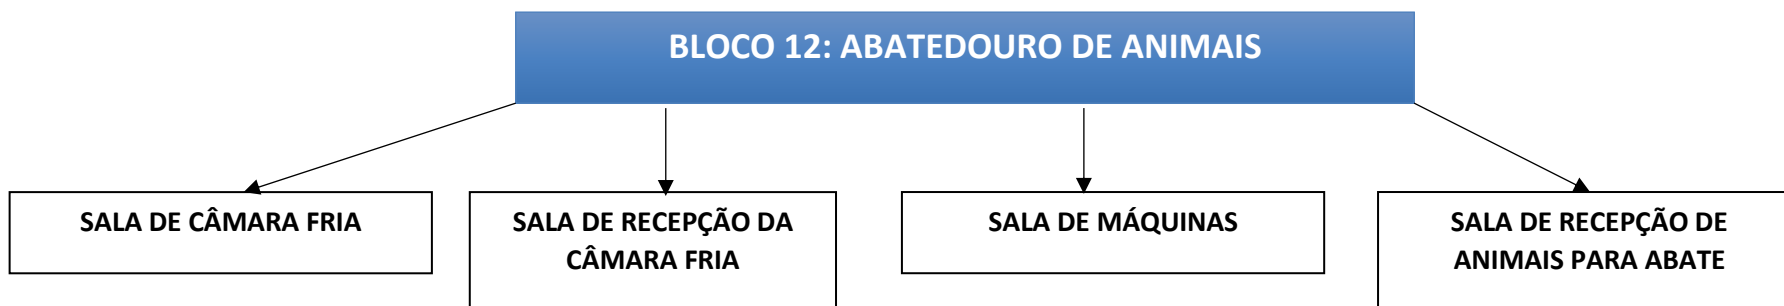 BLOCO 12: ABATEDOURO DE ANIMAIS
SALA DE CÂMARA FRIA
SALA DE RECEPÇÃO DA
CÂMARA FRIA
SALA DE MÁQUINAS
SALA DE RECEPÇÃO DE
ANIMAIS PARA ABATE